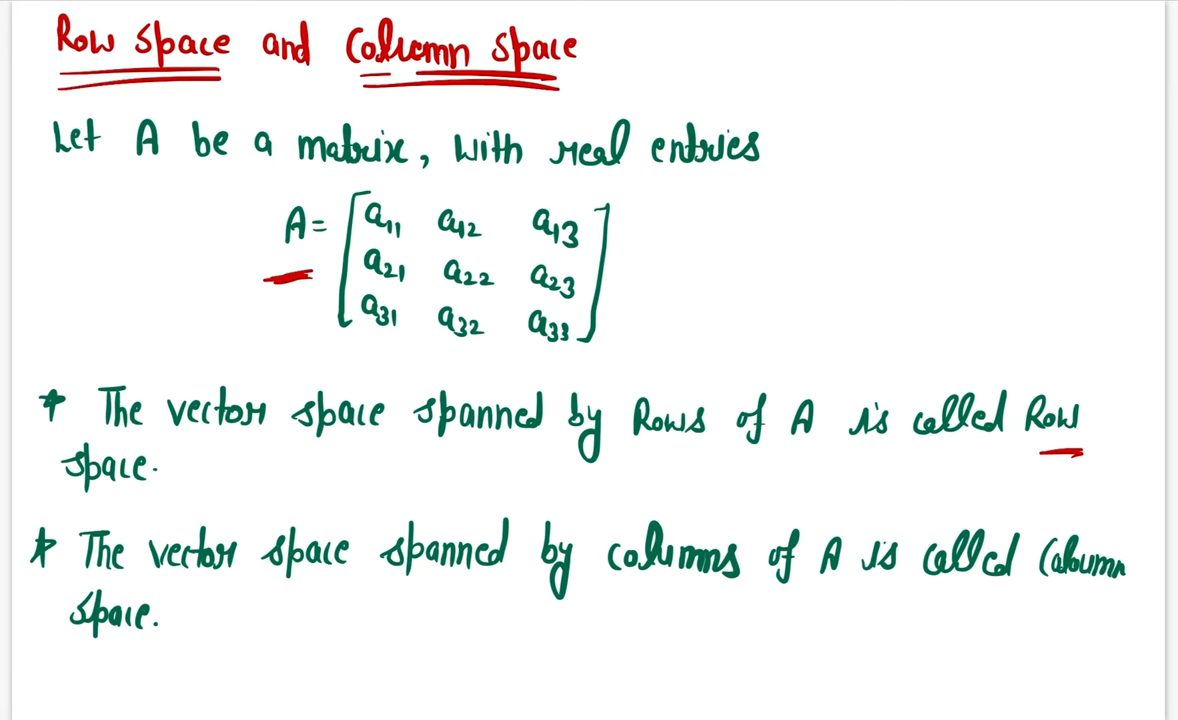 Row space and Column space
Let A be a matrix, with real entries
A = [a11 a12 a13
a21 a22 a23
a31 a32 a33]
* The vector space spanned by Rows of A is called Row
space.
* The vector space spanned by columns of A is called Column
space.